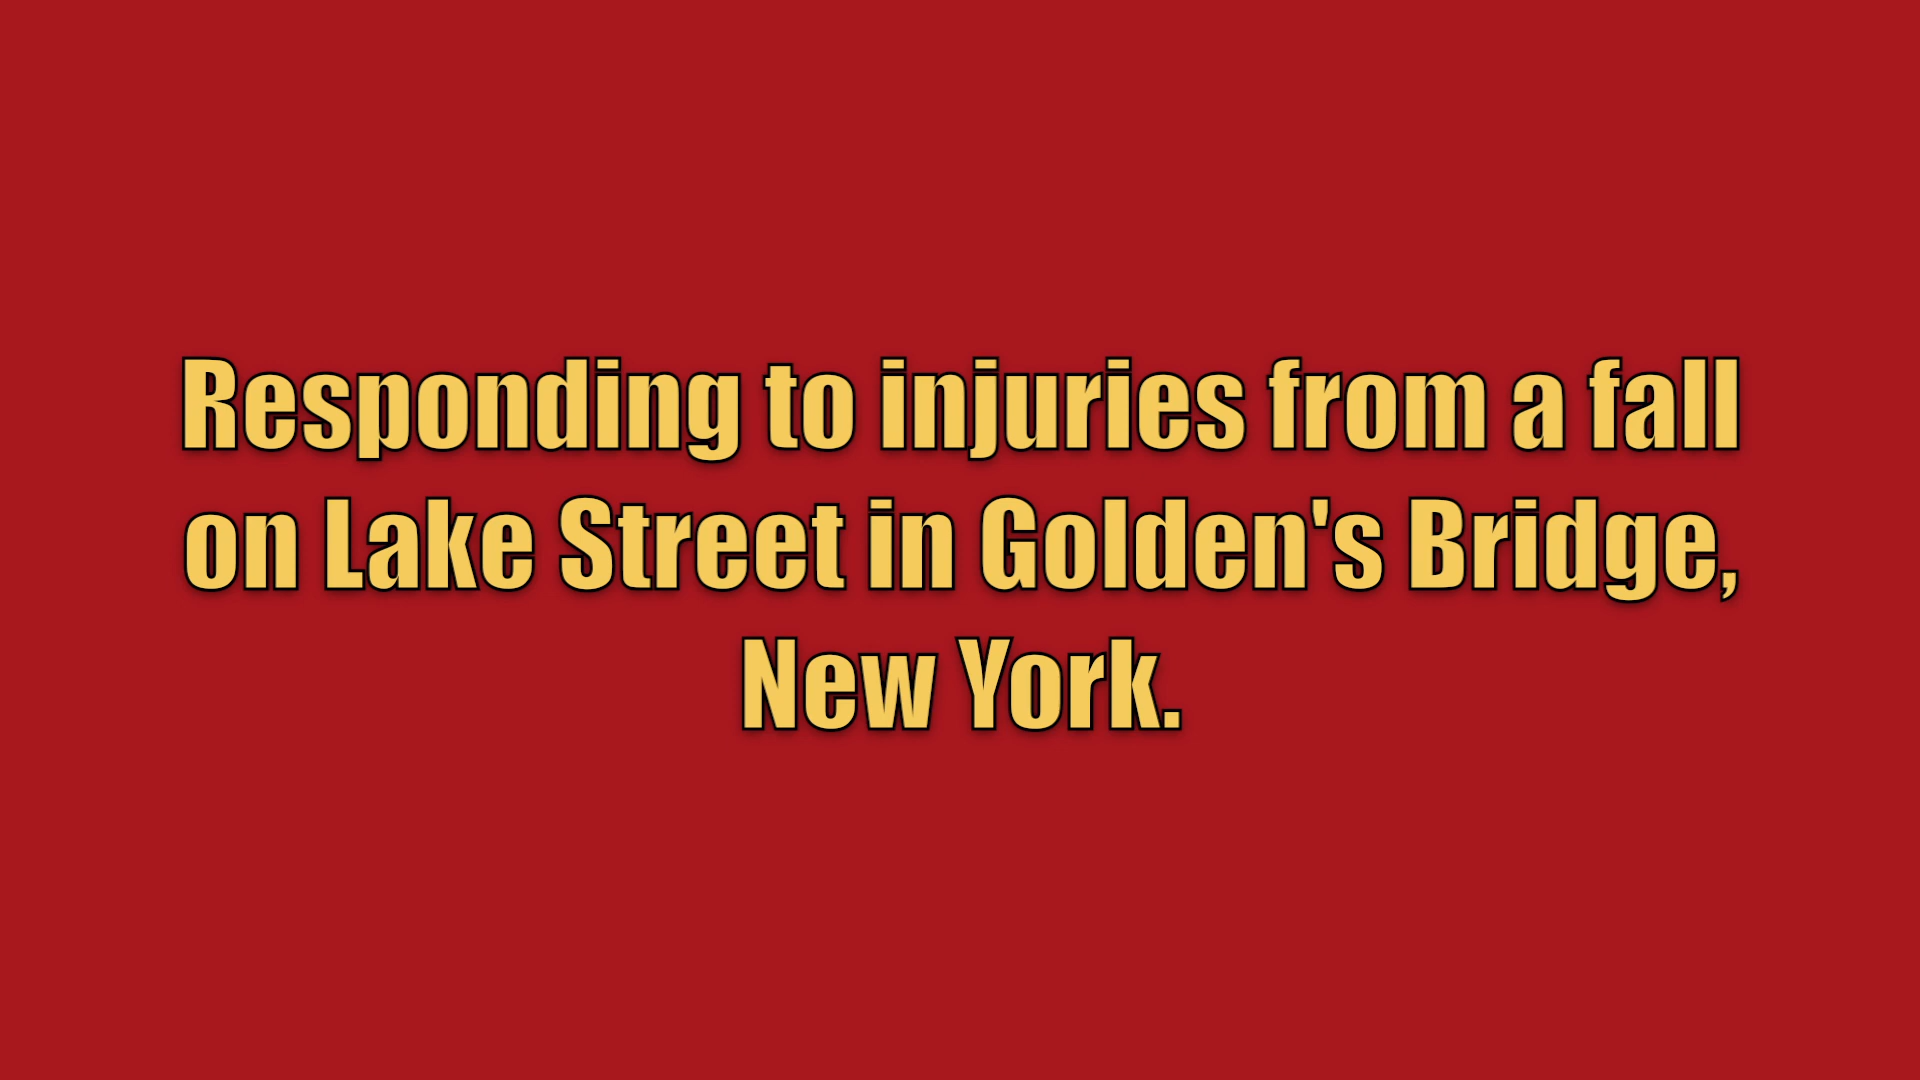 Responding to injuries from a fall
on Lake Street in Golden's Bridge,
New York.